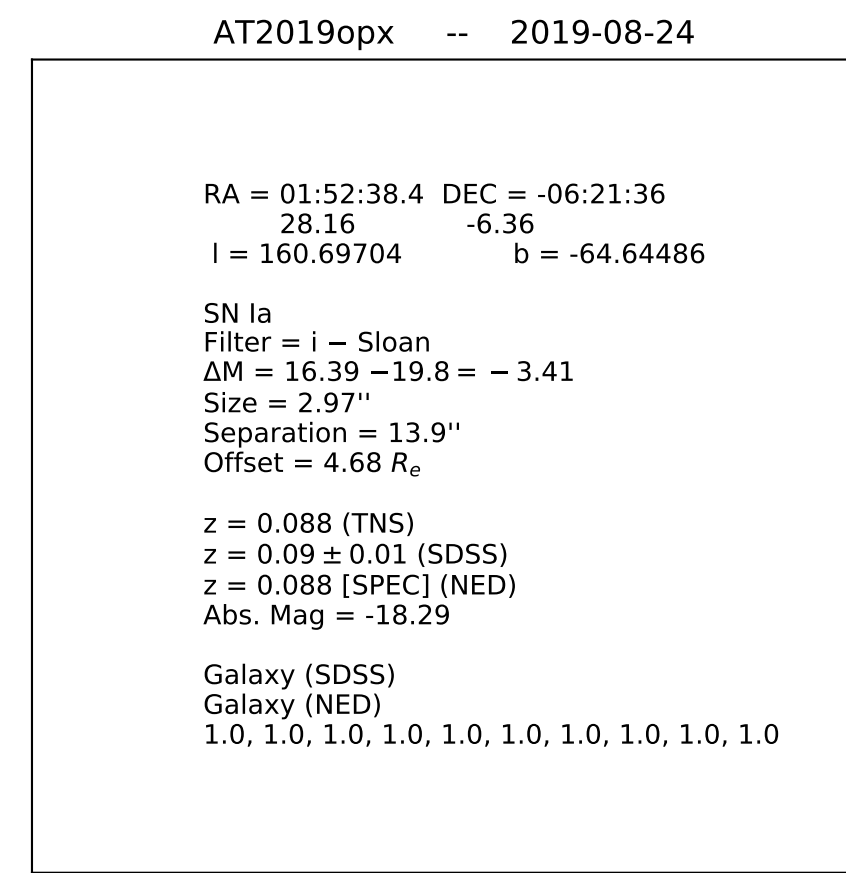 AT2019opx -- 2019-08-24
RA = 01:52:38.4 DEC = -06:21:36
28.16 -6.36
l = 160.69704 b = -64.64486
SN Ia
Filter = i − Sloan
ΔM = 16.39 −19.8 = − 3.41
Size = 2.97''
Separation = 13.9''
Offset = 4.68 Rₑ
z = 0.088 (TNS)
z = 0.09 ± 0.01 (SDSS)
z = 0.088 [SPEC] (NED)
Abs. Mag = -18.29
Galaxy (SDSS)
Galaxy (NED)
1.0, 1.0, 1.0, 1.0, 1.0, 1.0, 1.0, 1.0, 1.0, 1.0